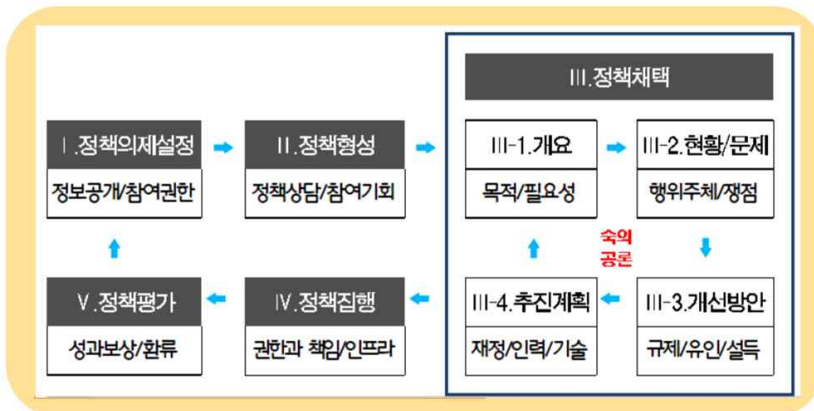 III.정책채택
I.정책의제설정
정보공개/참여권한
II.정책형성
정책상담/참여기회
III-1.개요
목적/필요성
III-2.현황/문제
행위주체/쟁점
숙의
공론
V.정책평가
성과보상/환류
IV.정책집행
권한과 책임/인프라
III-4.추진계획
재정/인력/기술
III-3.개선방안
규제/유인/설득